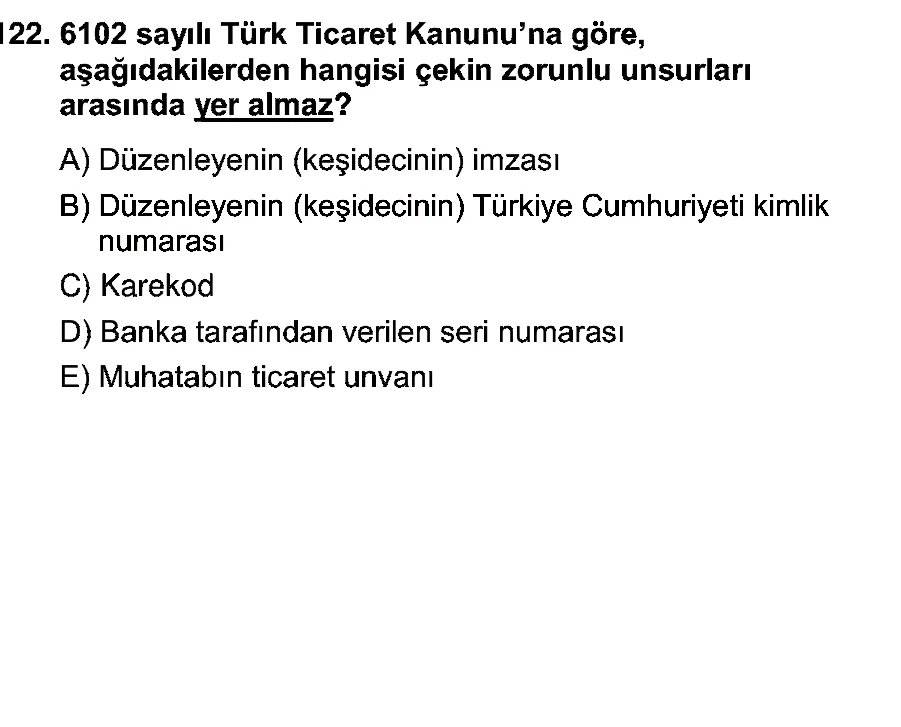 122. 6102 sayılı Türk Ticaret Kanunu’na göre,
aşağıdakilerden hangisi çekin zorunlu unsurları
arasında yer almaz?
A) Düzenleyenin (keşidecinin) imzası
B) Düzenleyenin (keşidecinin) Türkiye Cumhuriyeti kimlik
numarası
C) Karekod
D) Banka tarafından verilen seri numarası
E) Muhatabın ticaret unvanı